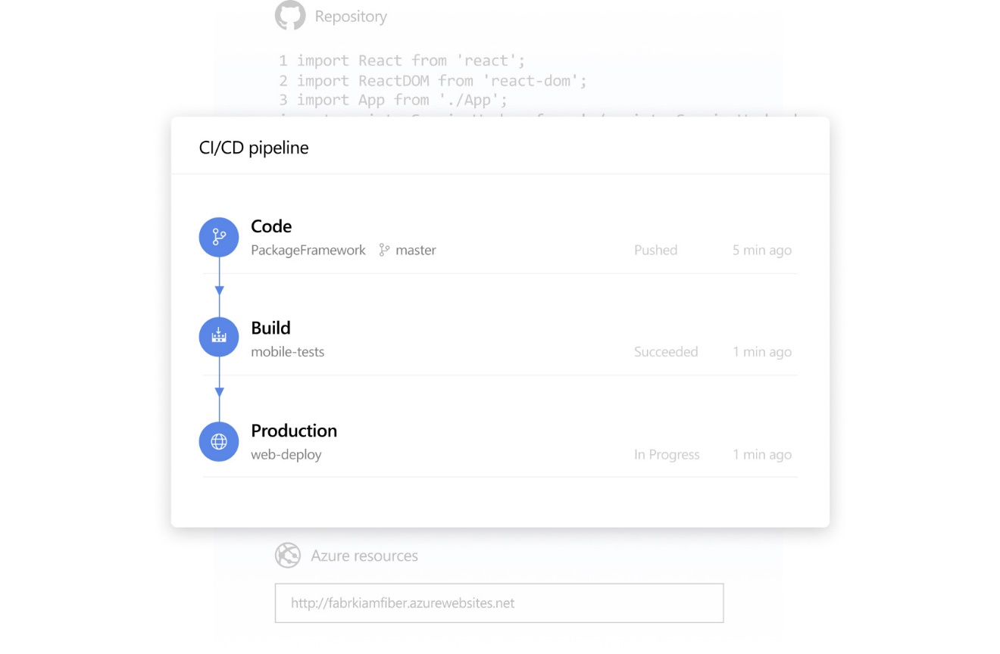 Repository
1 import React from 'react';
2 import ReactDOM from 'react-dom';
3 import App from './App';
CI/CD pipeline
Code
PackageFramework master Pushed 5 min ago
Build
mobile-tests Succeeded 1 min ago
Production
web-deploy In Progress 1 min ago
Azure resources
http://fabrkiamfiber.azurewebsites.net